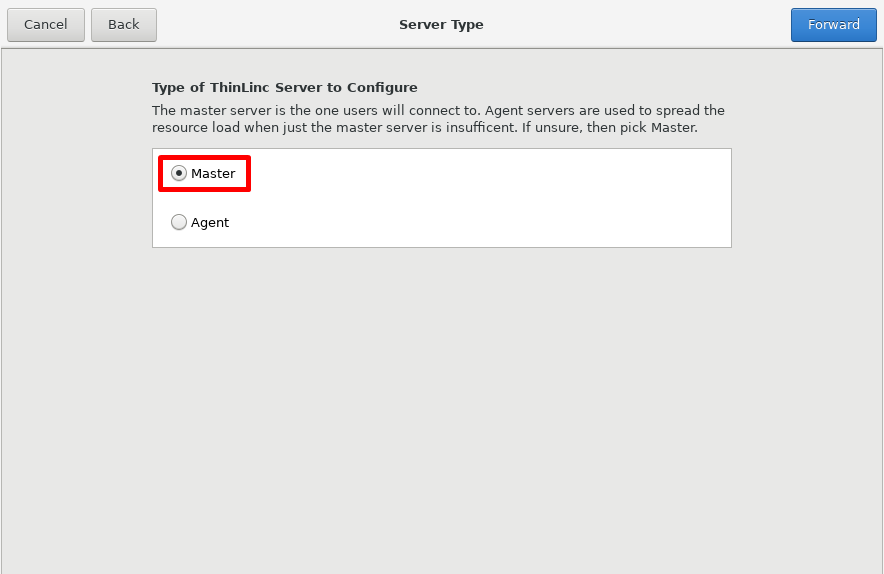 Cancel
Back
Server Type
Forward
Type of ThinLinc Server to Configure
The master server is the one users will connect to. Agent servers are used to spread the
resource load when just the master server is insufficent. If unsure, then pick Master.
Master
Agent